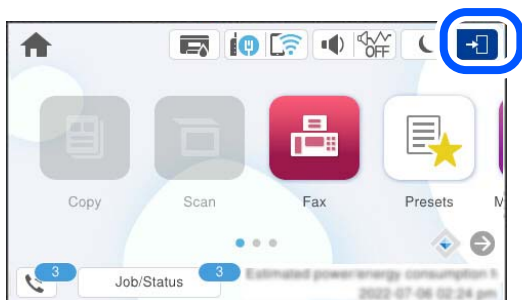 OFF
Copy Scan Fax Presets M
3 Job/Status 3 Estimated power/energy consumption h
2022-07-06 02:24 pm